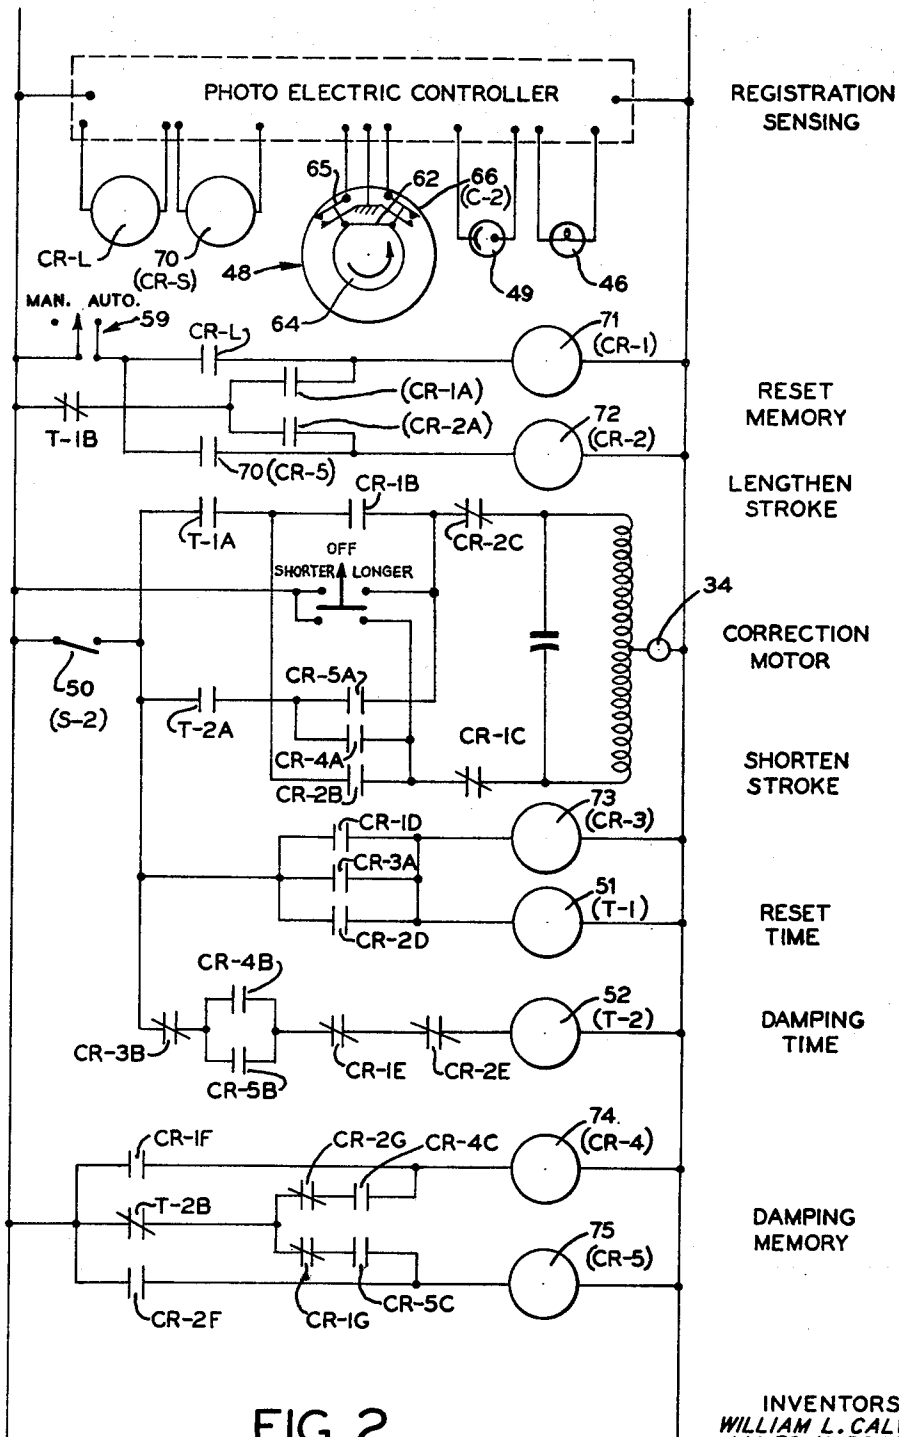 PHOTO ELECTRIC CONTROLLER
REGISTRATION
SENSING
65
62
66
(C-2)
CR-L
70
(CR-S)
48
64
49
46
MAN. AUTO.
59
CR-L
71
(CR-1)
(CR-1A)
RESET
MEMORY
T-1B
(CR-2A)
72
(CR-2)
70 (CR-5)
LENGTHEN
STROKE
CR-1B
T-1A
CR-2C
OFF
SHORTER LONGER
34
CORRECTION
MOTOR
50
(S-2)
CR-5A
T-2A
CR-4A
CR-1C
CR-2B
SHORTEN
STROKE
73
(CR-3)
CR-1D
CR-3A
51
(T-1)
CR-2D
RESET
TIME
CR-4B
52
(T-2)
DAMPING
TIME
CR-3B
CR-5B
CR-1E
CR-2E
CR-1F
CR-2G
CR-4C
74
(CR-4)
T-2B
DAMPING
MEMORY
75
(CR-5)
CR-2F
CR-1G
CR-5C
FIG. 2
INVENTORS
WILLIAM L. CAL